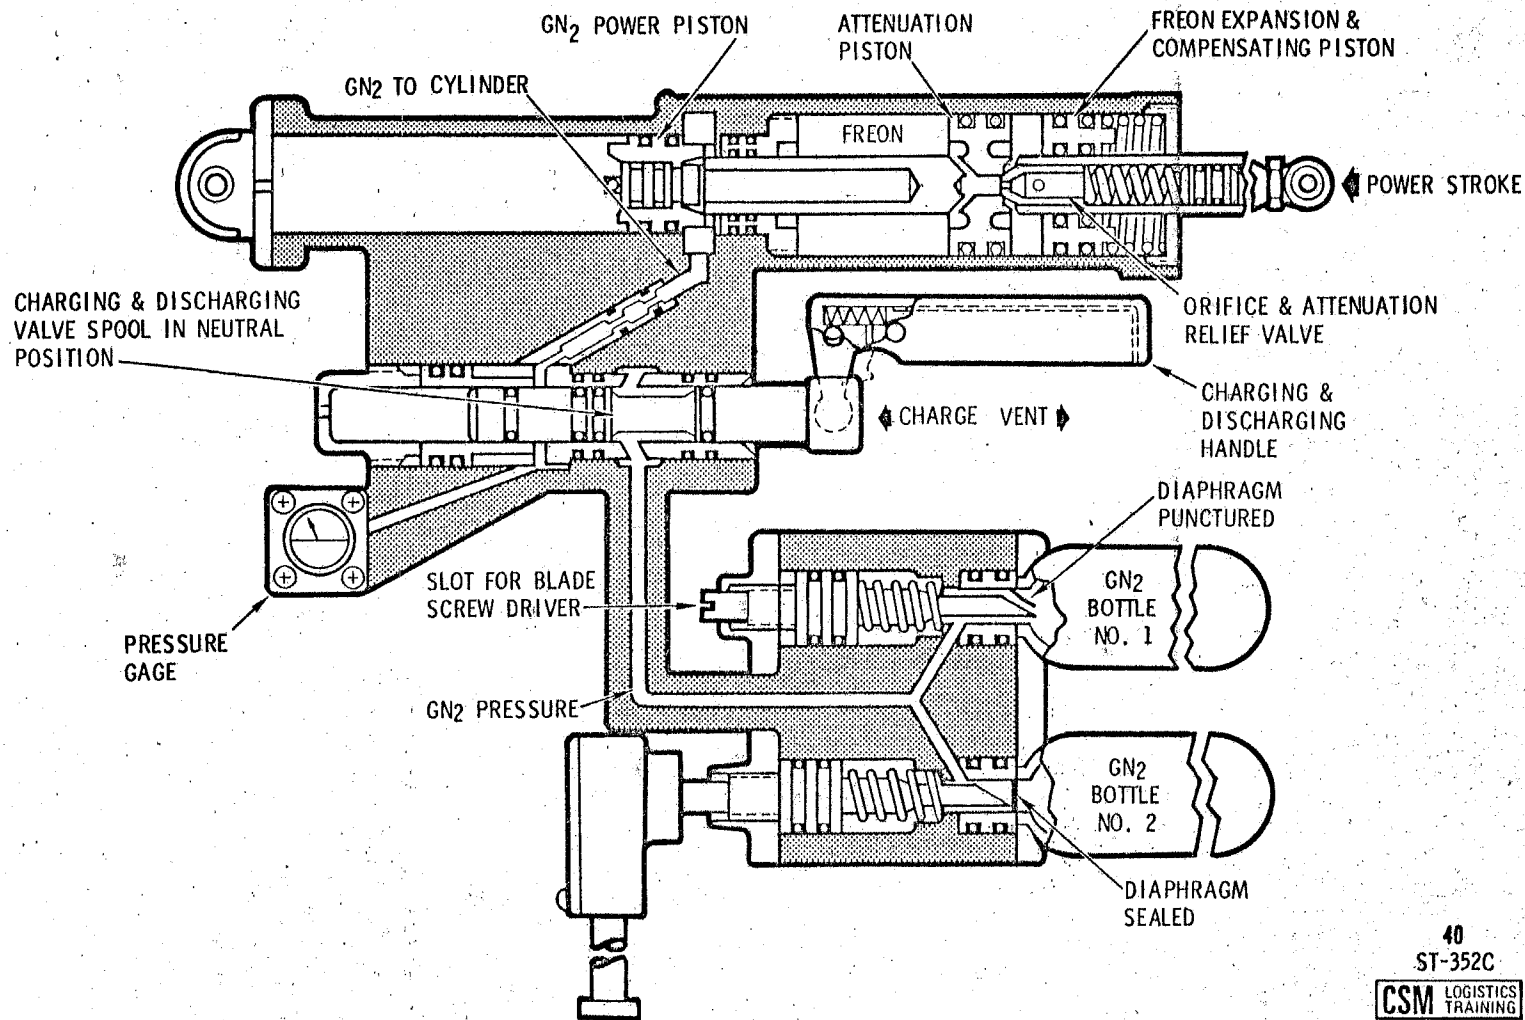 GN2 POWER PISTON
ATTENUATION
PISTON
FREON EXPANSION &
COMPENSATING PISTON
GN2 TO CYLINDER
FREON
POWER STROKE
CHARGING & DISCHARGING
VALVE SPOOL IN NEUTRAL
POSITION
ORIFICE & ATTENUATION
RELIEF VALVE
CHARGE VENT
CHARGING &
DISCHARGING
HANDLE
DIAPHRAGM
PUNCTURED
SLOT FOR BLADE
SCREW DRIVER
GN2
BOTTLE
NO. 1
PRESSURE
GAGE
GN2 PRESSURE
GN2
BOTTLE
NO. 2
DIAPHRAGM
SEALED
40
ST-352C
CSM LOGISTICS
TRAINING